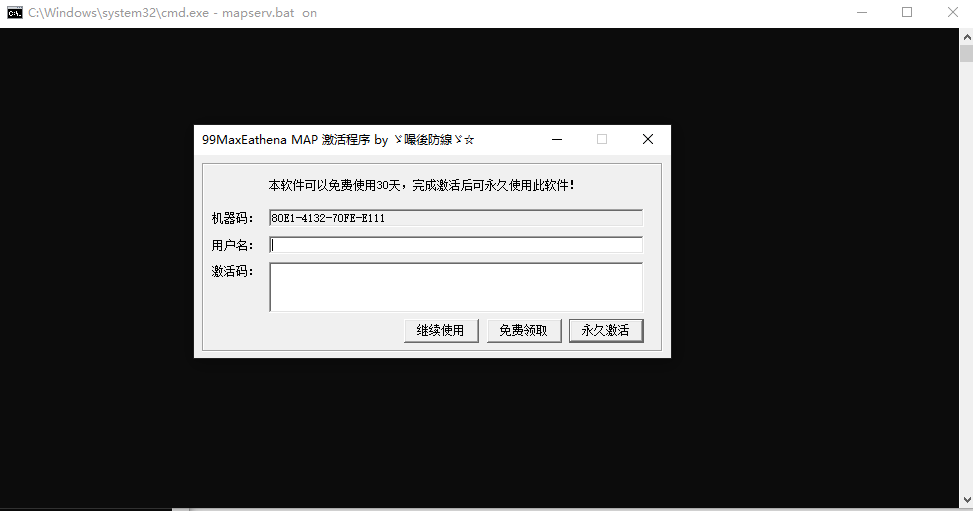 C:\Windows\system32\cmd.exe - mapserv.bat on
99MaxEathena MAP 激活程序 by ゞ嘬後防線ゞ☆
本软件可以免费使用30天，完成激活后可永久使用此软件!
机器码: 80E1-4132-70FE-E111
用户名:
激活码:
继续使用 免费领取 永久激活